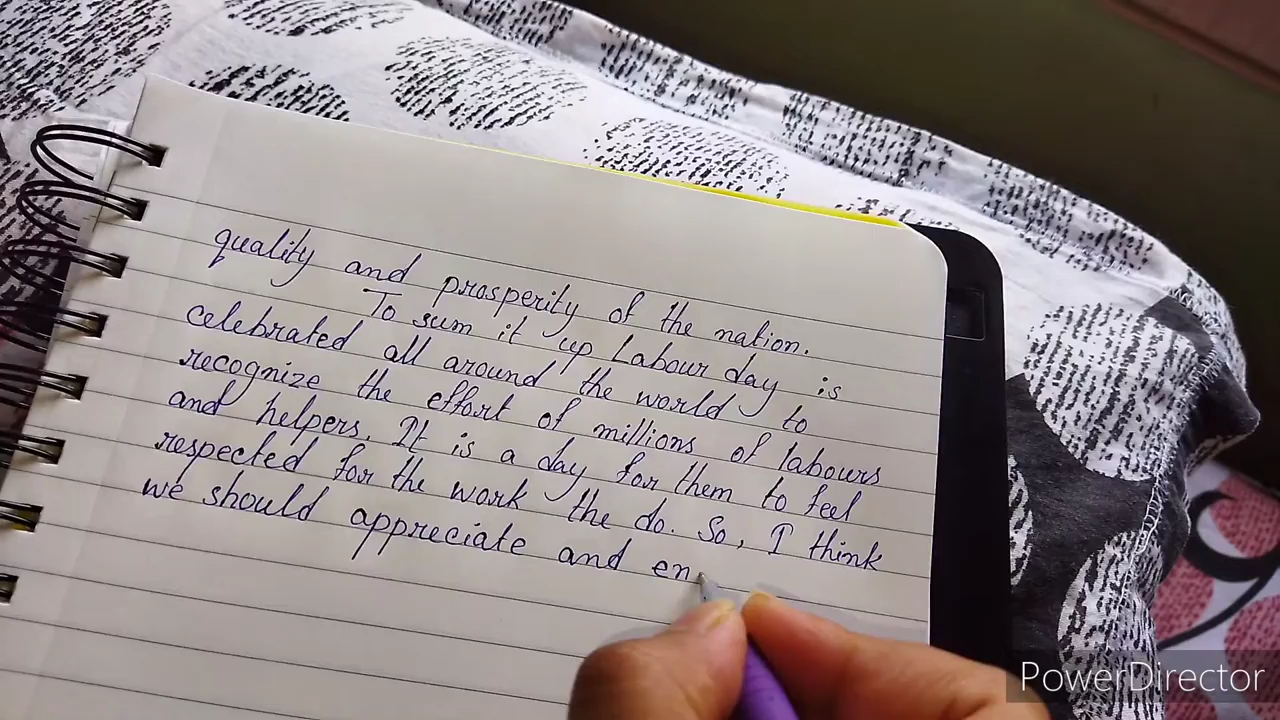 quality and prosperity of the nation.
To sum it up Labour day is
celebrated all around the world to
recognize the effort of millions of labours
and helpers. It is a day for them to feel
respected for the work the do. So, I think
we should appreciate and en
PowerDirector